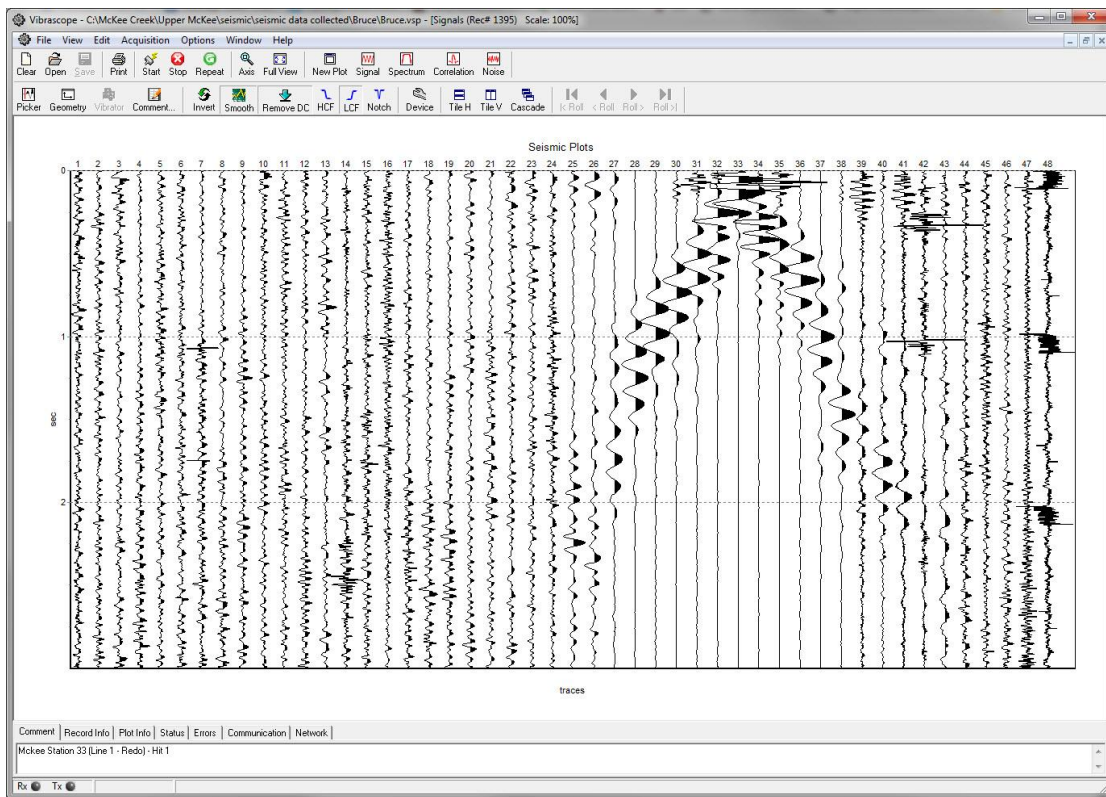 Vibrascope - C:\McKee Creek\Upper McKee\seismic\seismic data collected\Bruce\Bruce.vsp - [Signals (Rec# 1395) Scale: 100%]
File View Edit Acquisition Options Window Help
Clear Open Save Print Start Stop Repeat Axis Full View New Plot Signal Spectrum Correlation Noise
Picker Geometry Vibrator Comment... Invert Smooth Remove DC HCF LCF Notch Device Tile H Tile V Cascade |< Roll < Roll Roll > Roll >|
Seismic Plots
1 2 3 4 5 6 7 8 9 10 11 12 13 14 15 16 17 18 19 20 21 22 23 24 25 26 27 28 29 30 31 32 33 34 35 36 37 38 39 40 41 42 43 44 45 46 47 48
0
1
sec
2
traces
Comment Record Info Plot Info Status Errors Communication Network
Mckee Station 33 (Line 1 - Redo) - Hit 1
Rx Tx